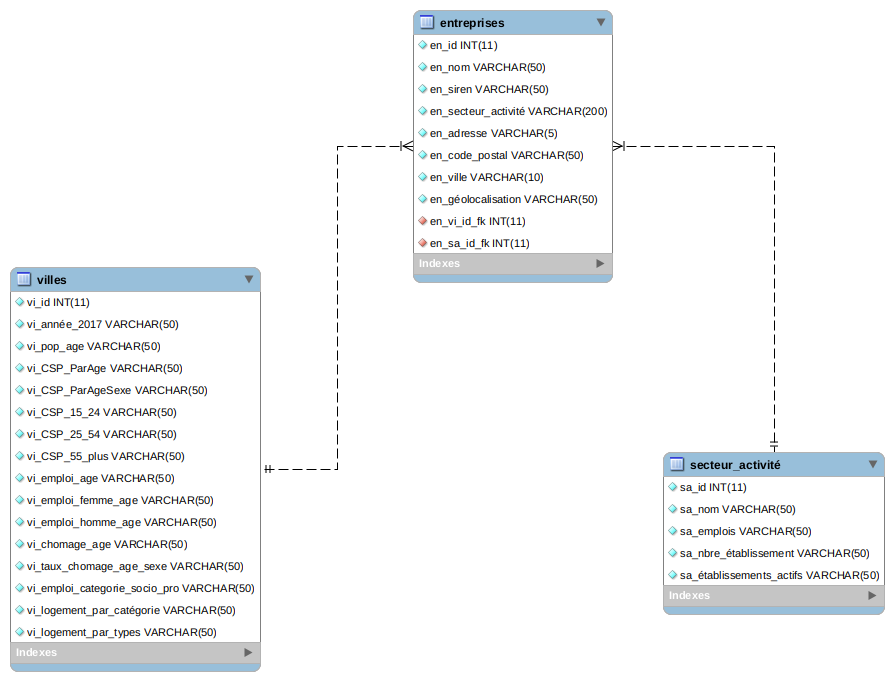 entreprises
en_id INT(11)
en_nom VARCHAR(50)
en_siren VARCHAR(50)
en_secteur_activité VARCHAR(200)
en_adresse VARCHAR(5)
en_code_postal VARCHAR(50)
en_ville VARCHAR(10)
en_géolocalisation VARCHAR(50)
en_vi_id_fk INT(11)
en_sa_id_fk INT(11)
Indexes
villes
vi_id INT(11)
vi_année_2017 VARCHAR(50)
vi_pop_age VARCHAR(50)
vi_CSP_ParAge VARCHAR(50)
vi_CSP_ParAgeSexe VARCHAR(50)
vi_CSP_15_24 VARCHAR(50)
vi_CSP_25_54 VARCHAR(50)
vi_CSP_55_plus VARCHAR(50)
vi_emploi_age VARCHAR(50)
vi_emploi_femme_age VARCHAR(50)
vi_emploi_homme_age VARCHAR(50)
vi_chomage_age VARCHAR(50)
vi_taux_chomage_age_sexe VARCHAR(50)
vi_emploi_categorie_socio_pro VARCHAR(50)
vi_logement_par_catégorie VARCHAR(50)
vi_logement_par_types VARCHAR(50)
Indexes
secteur_activité
sa_id INT(11)
sa_nom VARCHAR(50)
sa_emplois VARCHAR(50)
sa_nbre_établissement VARCHAR(50)
sa_établissements_actifs VARCHAR(50)
Indexes